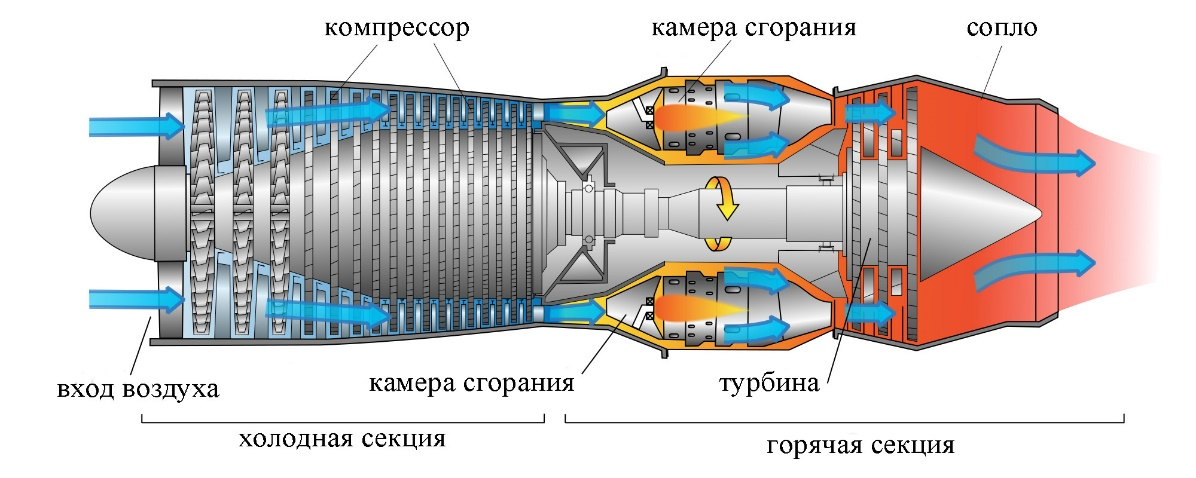 компрессор
камера сгорания
сопло
вход воздуха
камера сгорания
турбина
холодная секция
горячая секция